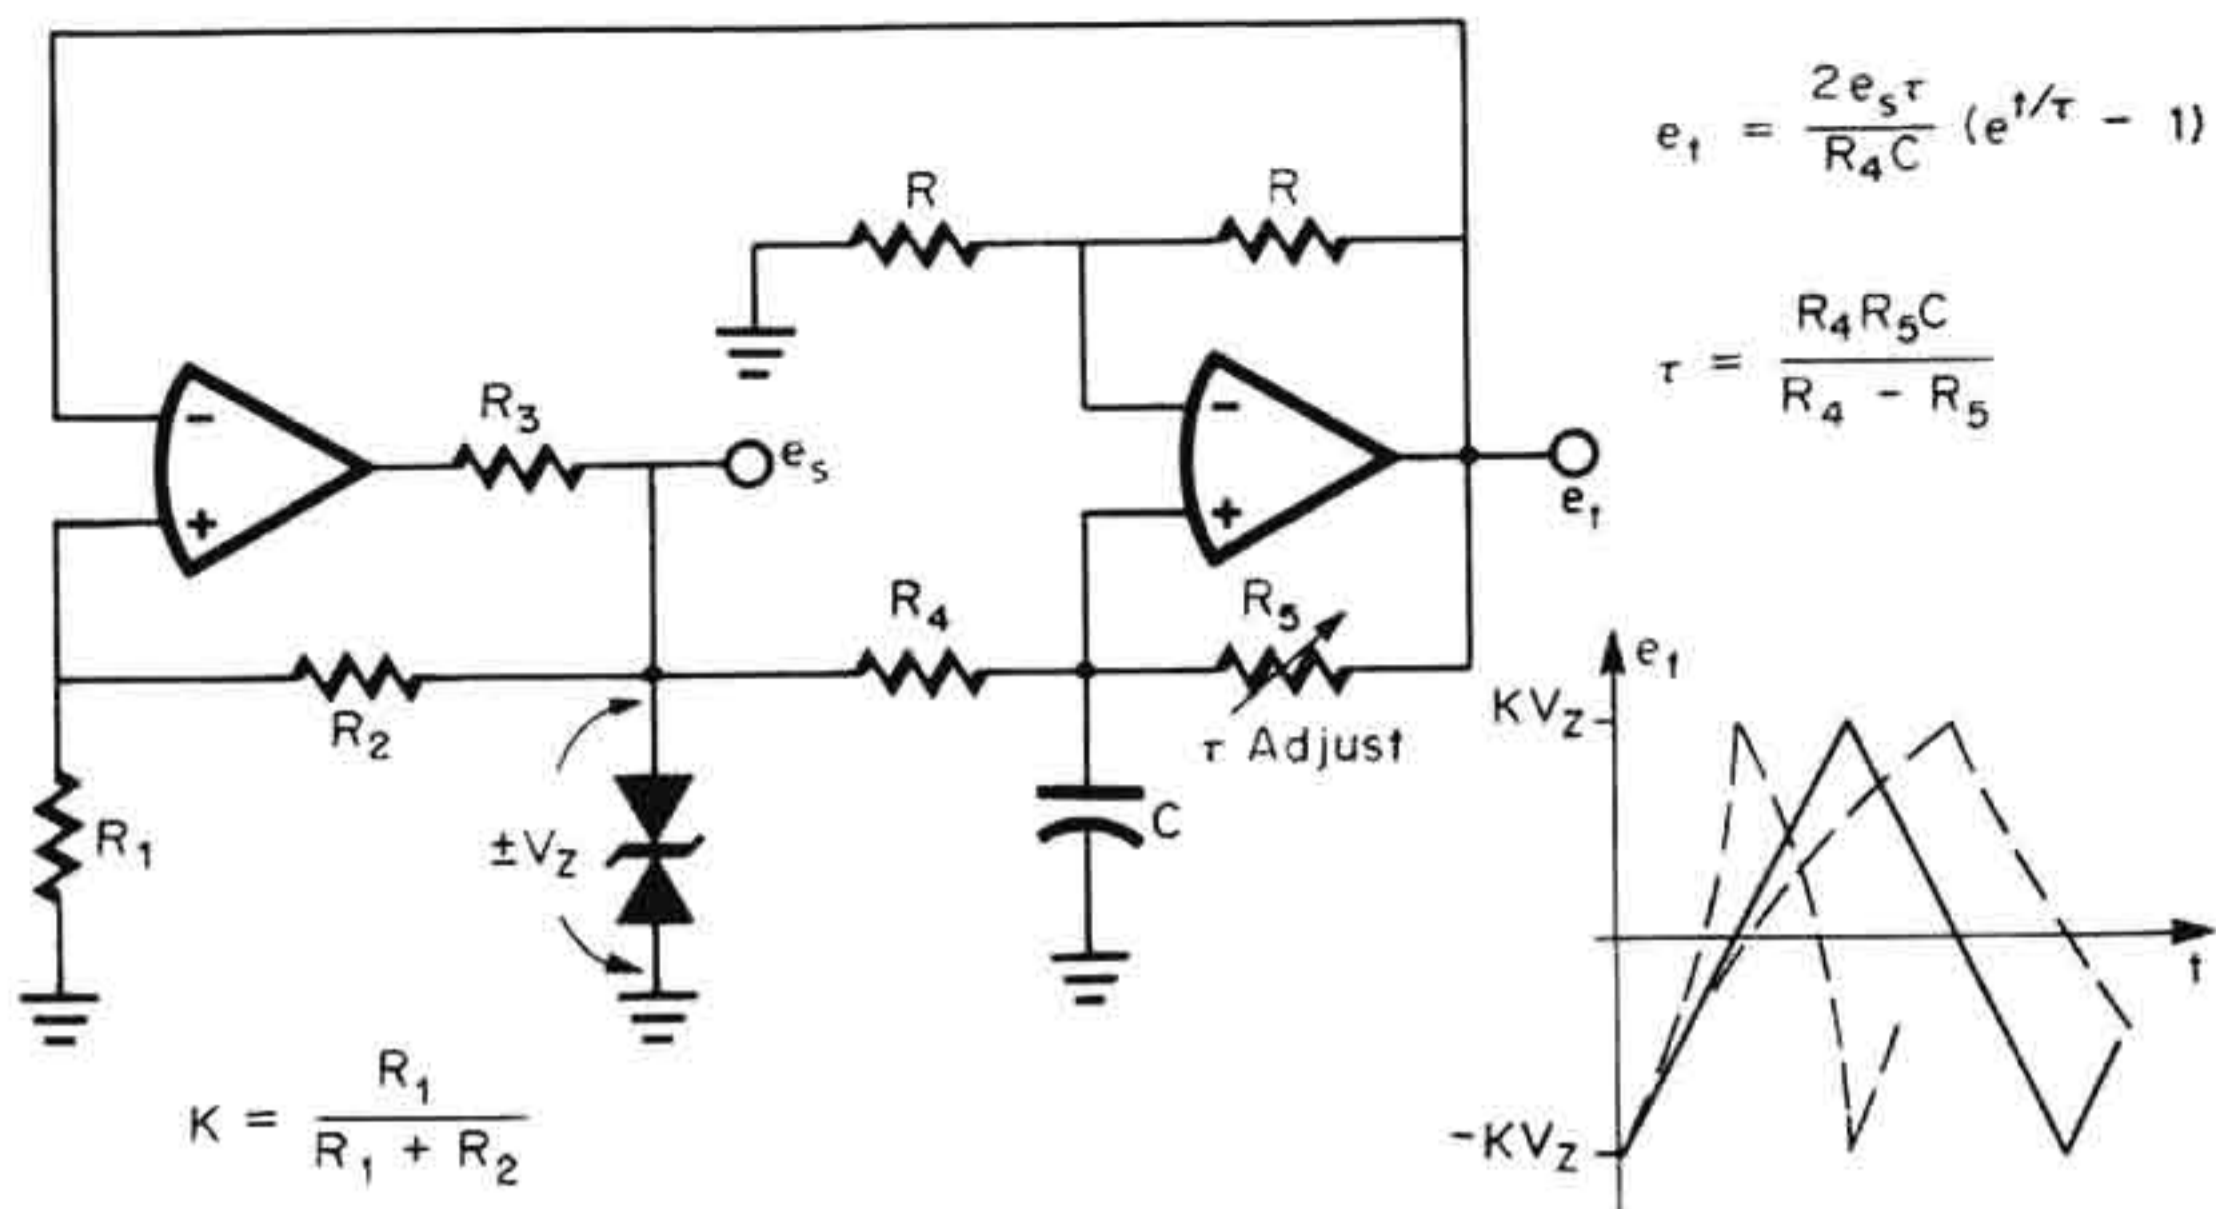 e_t = 2e_sτ / R_4C (e^{t/τ} - 1)
R
R
τ = R_4R_5C / R_4 - R_5
-
R_3
e_s
-
+
+
e_t
R_4
R_5
R_2
τ Adjust
R_1
±V_Z
C
e_t
KV_Z
t
-KV_Z
K = R_1 / R_1 + R_2